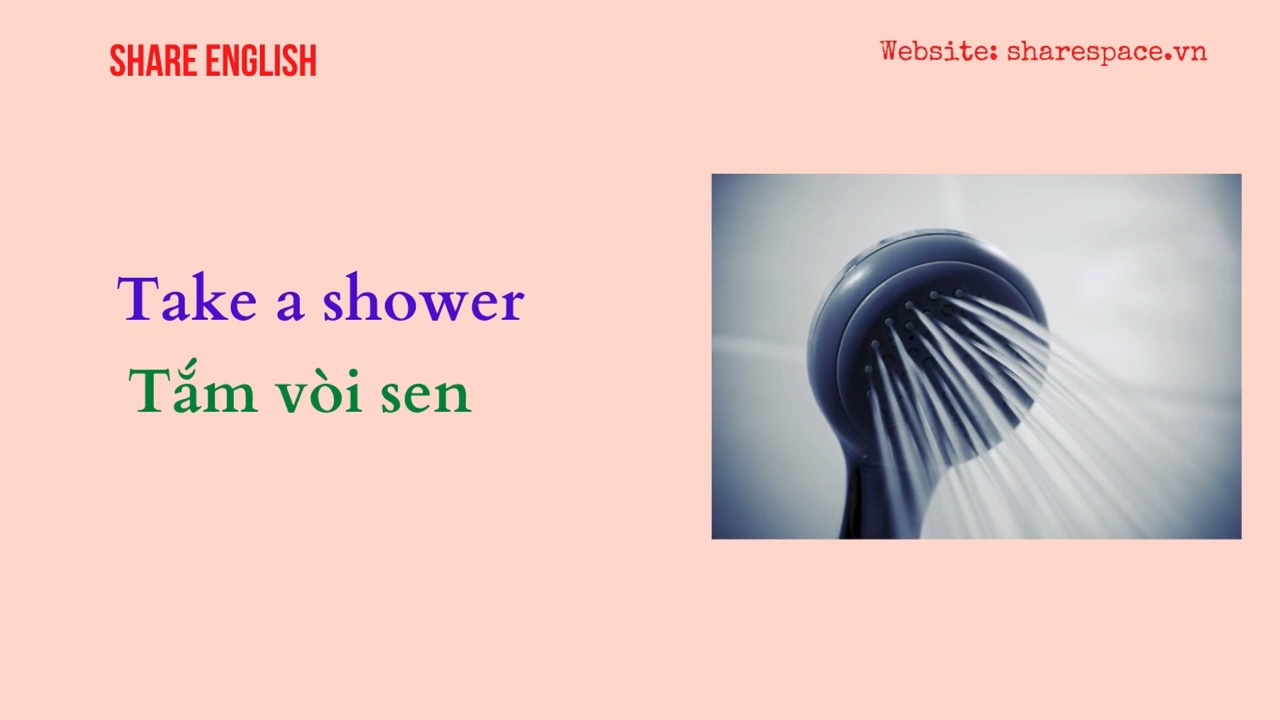 SHARE ENGLISH
Website: sharespace.vn
Take a shower
Tắm vòi sen